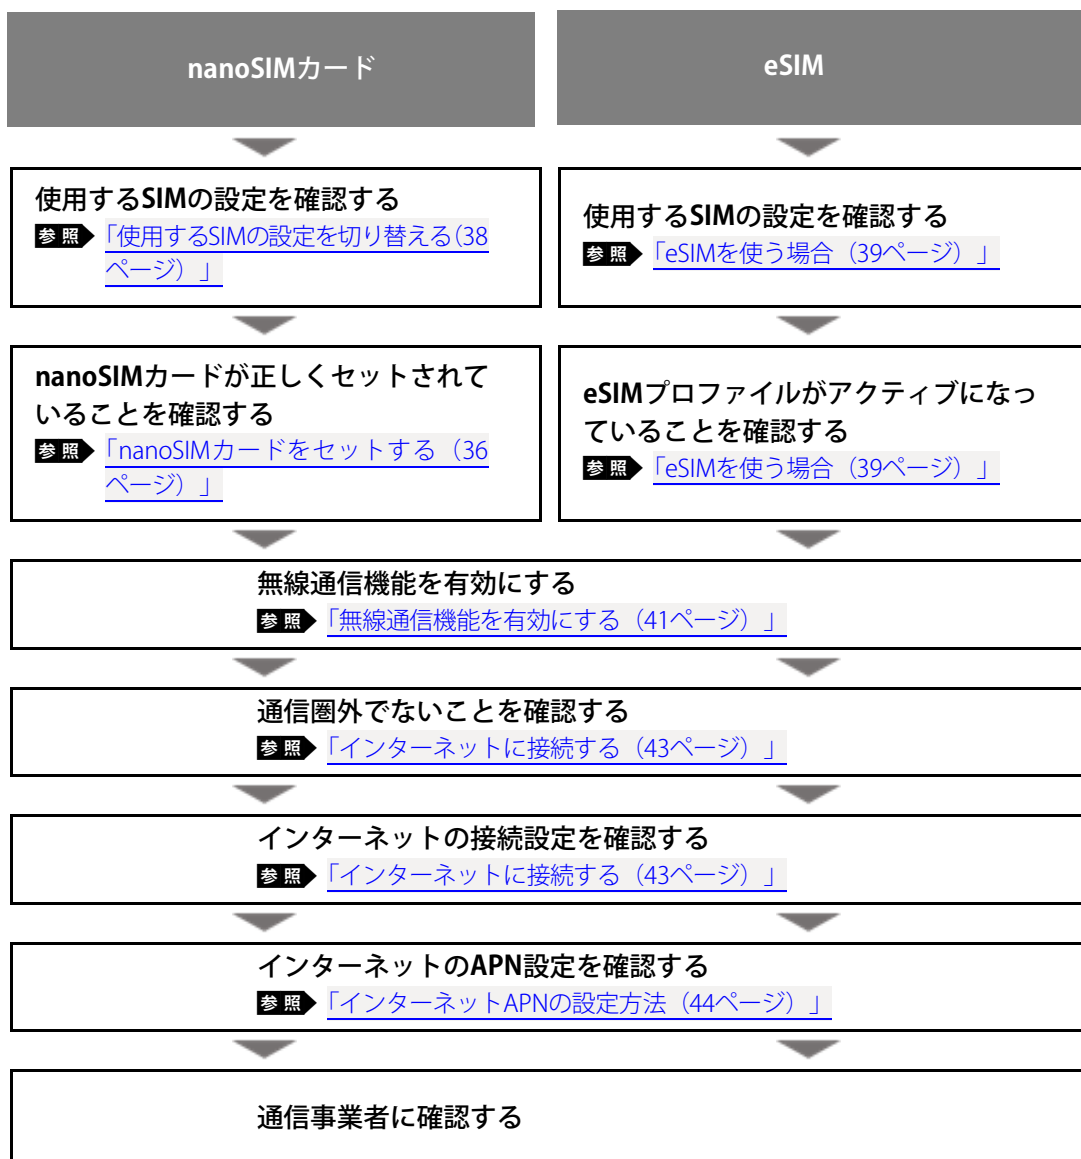 nanoSIMカード
eSIM
使用するSIMの設定を確認する
参照 「使用するSIMの設定を切り替える（38
ページ）」
使用するSIMの設定を確認する
参照 「eSIMを使う場合（39ページ）」
nanoSIMカードが正しくセットされて
いることを確認する
参照 「nanoSIMカードをセットする（36
ページ）」
eSIMプロファイルがアクティブになっ
ていることを確認する
参照 「eSIMを使う場合（39ページ）」
無線通信機能を有効にする
参照 「無線通信機能を有効にする（41ページ）」
通信圏外でないことを確認する
参照 「インターネットに接続する（43ページ）」
インターネットの接続設定を確認する
参照 「インターネットに接続する（43ページ）」
インターネットのAPN設定を確認する
参照 「インターネットAPNの設定方法（44ページ）」
通信事業者に確認する